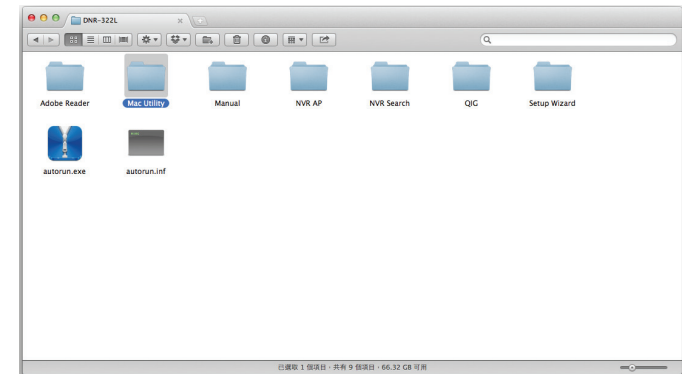 DNR-322L
Adobe Reader
Mac Utility
Manual
NVR AP
NVR Search
QIG
Setup Wizard
autorun.exe
autorun.inf
已選取 1 個項目，共有 9 個項目，66.32 GB 可用